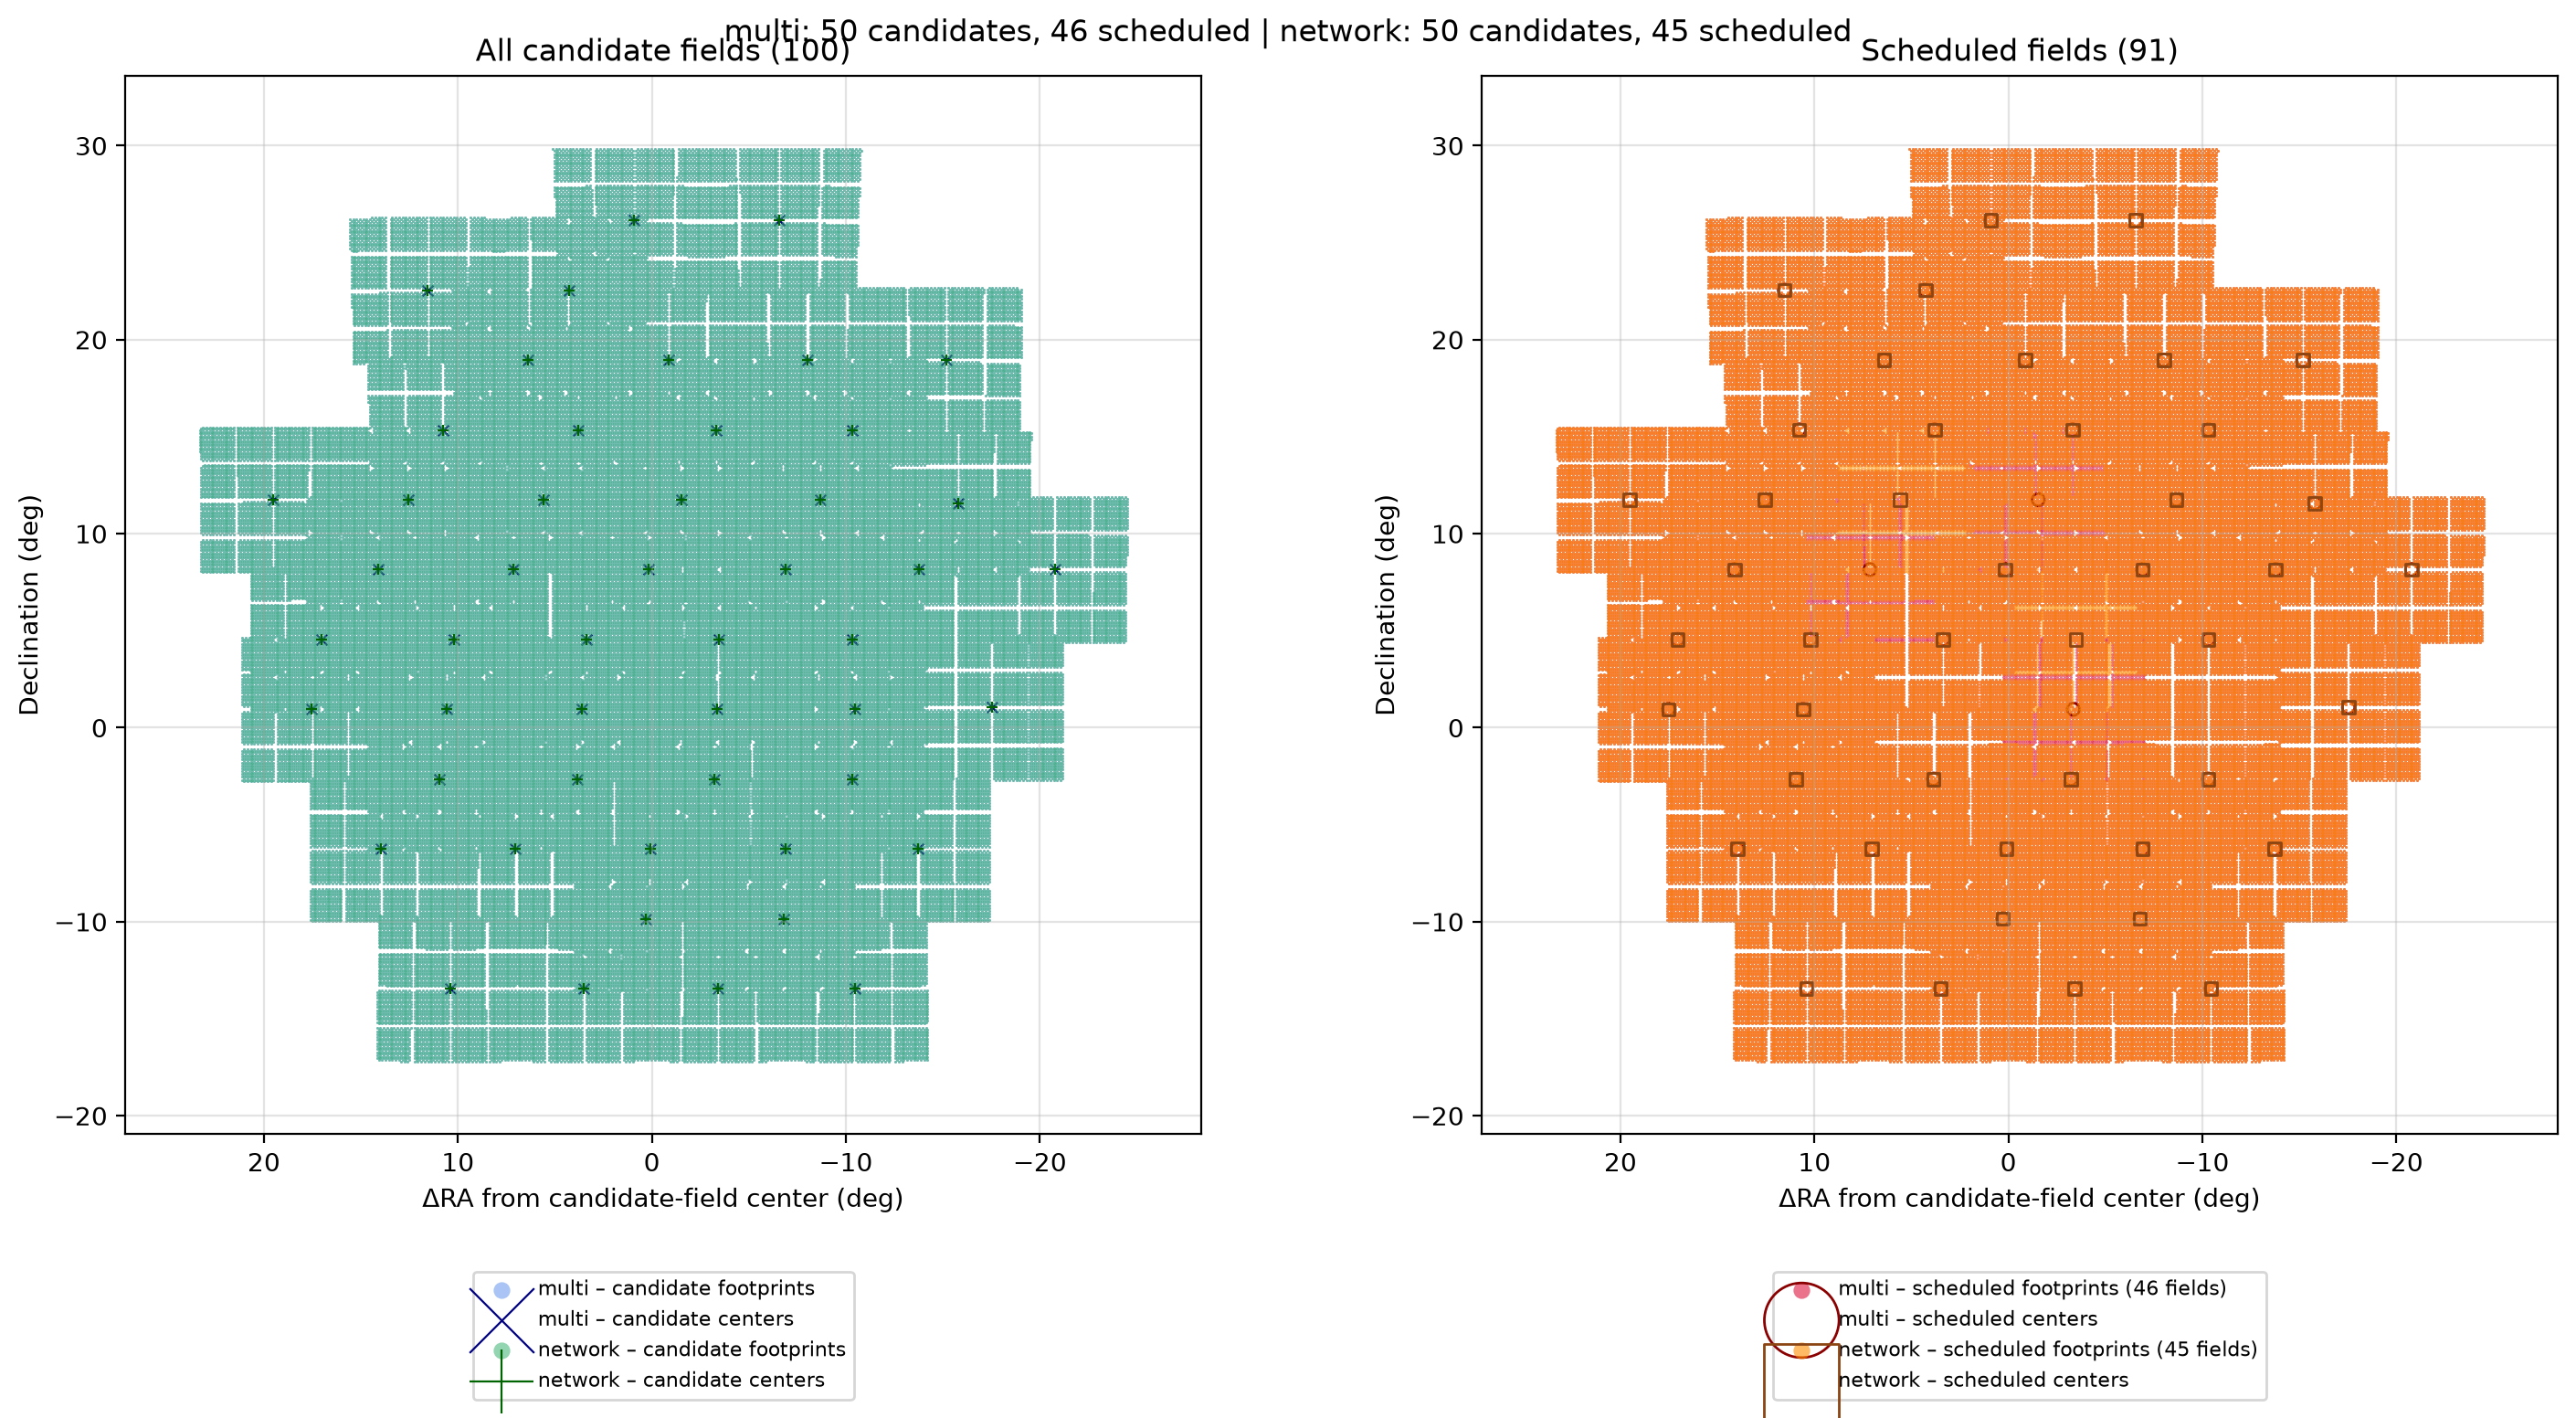 multi: 50 candidates, 46 scheduled | network: 50 candidates, 45 scheduled
All candidate fields (100)
Declination (deg)
30
20
10
0
−10
−20
20
10
0
−10
−20
ΔRA from candidate-field center (deg)
multi – candidate footprints
multi – candidate centers
network – candidate footprints
network – candidate centers
Scheduled fields (91)
Declination (deg)
30
20
10
0
−10
−20
20
10
0
−10
−20
ΔRA from candidate-field center (deg)
multi – scheduled footprints (46 fields)
multi – scheduled centers
network – scheduled footprints (45 fields)
network – scheduled centers